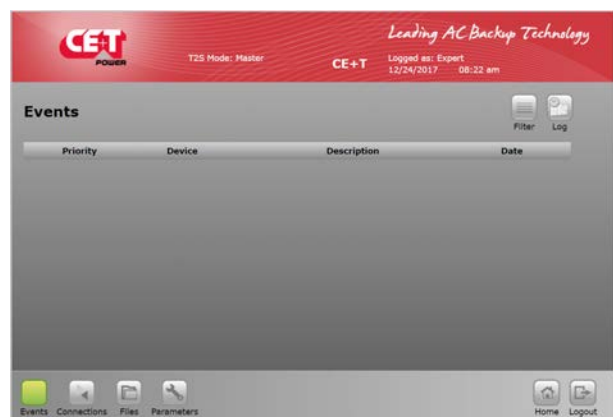 Leading AC Backup Technology
CE+T
POWER
T2S Mode: Master
CE+T
Logged as: Expert
12/24/2017 08:22 am
Events
Filter Log
Priority Device Description Date
Events Connections Files Parameters Home Logout